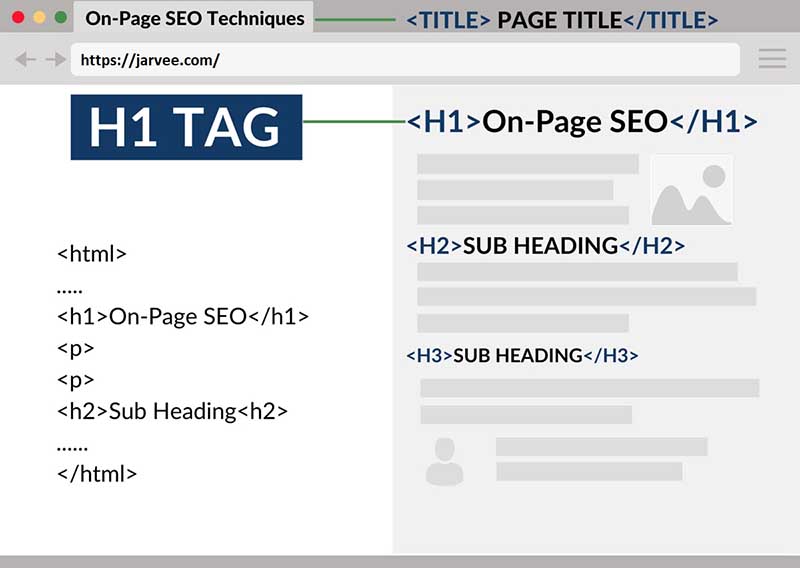 On-Page SEO Techniques
<TITLE> PAGE TITLE</TITLE>
https://jarvee.com/
H1 TAG
<html>
.....
<h1>On-Page SEO</h1>
<p>
<p>
<h2>Sub Heading<h2>
......
</html>
<H1>On-Page SEO</H1>
<H2>SUB HEADING</H2>
<H3>SUB HEADING</H3>